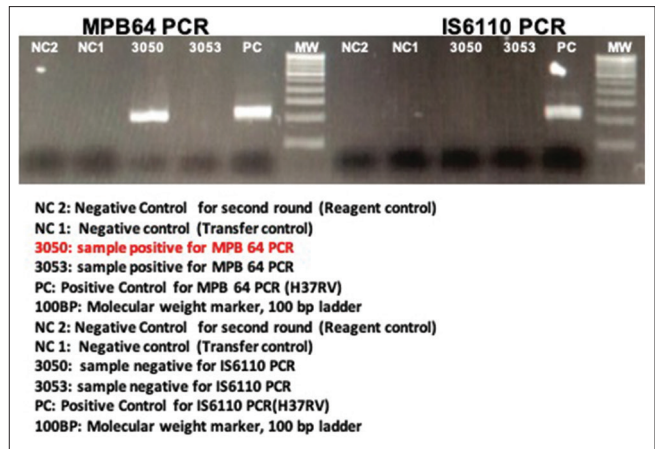 MPB64 PCR IS6110 PCR
NC2 NC1 3050 3053 PC MW NC2 NC1 3050 3053 PC MW
NC 2: Negative Control for second round (Reagent control)
NC 1: Negative control (Transfer control)
3050: sample positive for MPB 64 PCR
3053: sample positive for MPB 64 PCR
PC: Positive Control for MPB 64 PCR (H37RV)
100BP: Molecular weight marker, 100 bp ladder
NC 2: Negative Control for second round (Reagent control)
NC 1: Negative control (Transfer control)
3050: sample negative for IS6110 PCR
3053: sample negative for IS6110 PCR
PC: Positive Control for IS6110 PCR(H37RV)
100BP: Molecular weight marker, 100 bp ladder